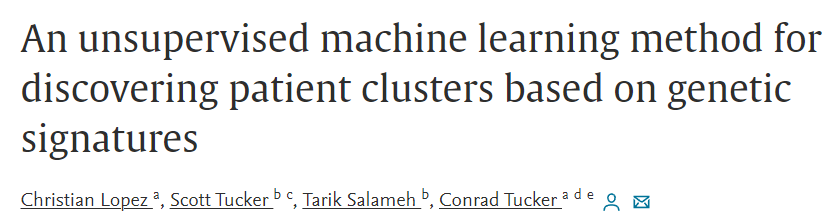 An unsupervised machine learning method for
discovering patient clusters based on genetic
signatures
Christian Lopez a, Scott Tucker b c, Tarik Salameh b, Conrad Tucker a d e